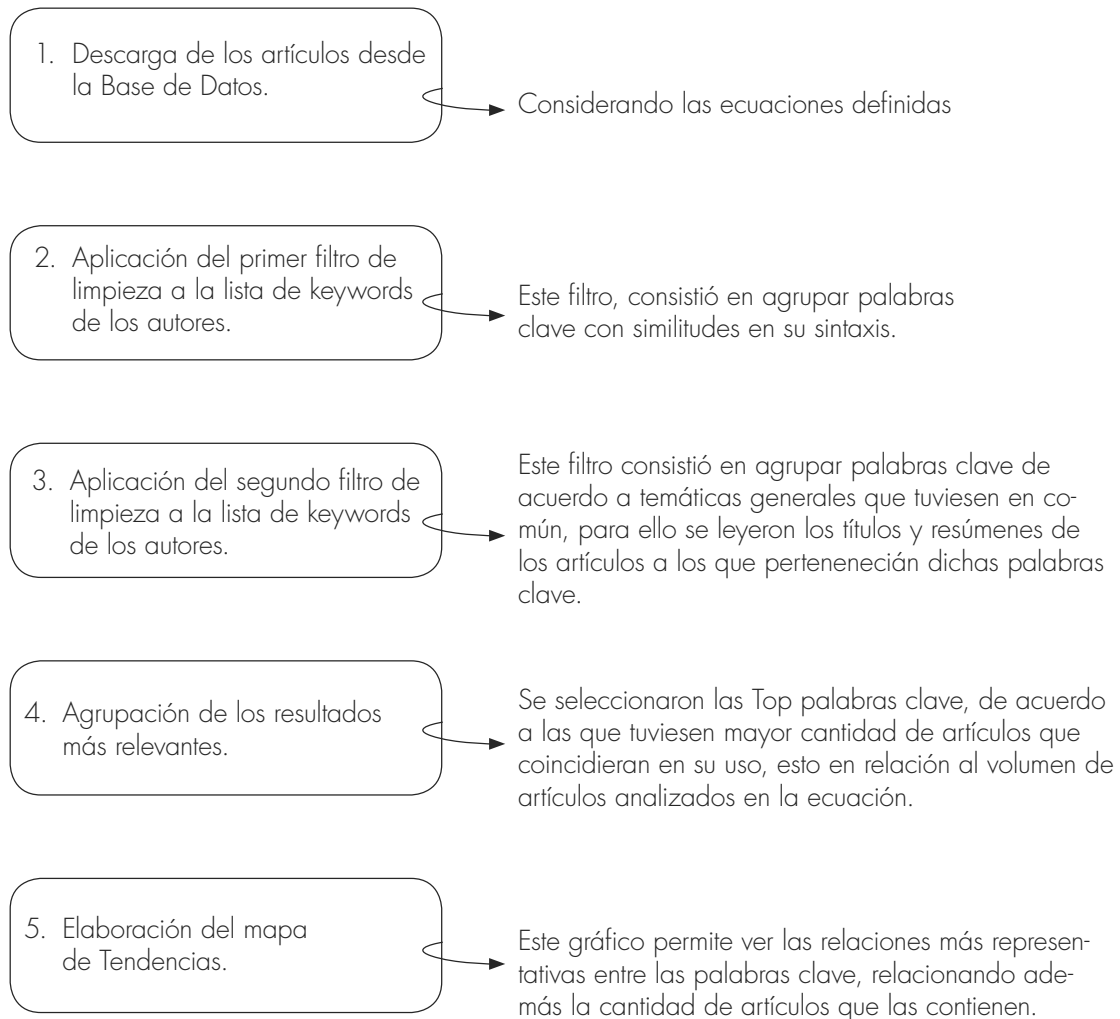 1. Descarga de los artículos desde
la Base de Datos.
Considerando las ecuaciones definidas
2. Aplicación del primer filtro de
limpieza a la lista de keywords
de los autores.
Este filtro, consistió en agrupar palabras
clave con similitudes en su sintaxis.
3. Aplicación del segundo filtro de
limpieza a la lista de keywords
de los autores.
Este filtro consistió en agrupar palabras clave de
acuerdo a temáticas generales que tuviesen en co-
mún, para ello se leyeron los títulos y resúmenes de
los artículos a los que pertenenecián dichas palabras
clave.
4. Agrupación de los resultados
más relevantes.
Se seleccionaron las Top palabras clave, de acuerdo
a las que tuviesen mayor cantidad de artículos que
coincidieran en su uso, esto en relación al volumen de
artículos analizados en la ecuación.
5. Elaboración del mapa
de Tendencias.
Este gráfico permite ver las relaciones más represen-
tativas entre las palabras clave, relacionando ade-
más la cantidad de artículos que las contienen.